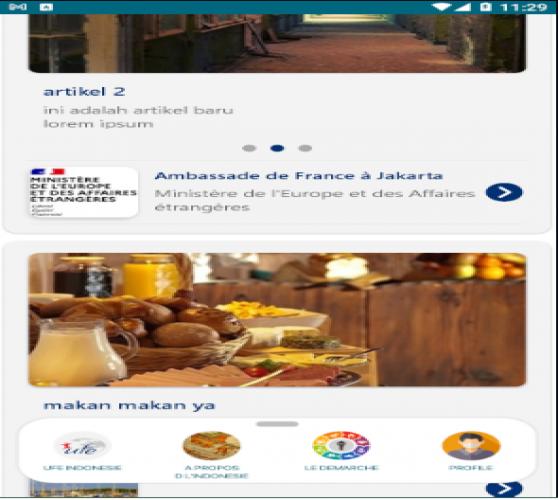 11:29
artikel 2
ini adalah artikel baru
lorem ipsum
MINISTÈRE
DE L'EUROPE
ET DES AFFAIRES
ÉTRANGÈRES
Liberté
Égalité
Fraternité
Ambassade de France à Jakarta
Ministère de l'Europe et des Affaires
étrangères
makan makan ya
ufe
UFE INDONESIE
A PROPOS
D L'INDONESIE
LE DEMARCHE
PROFILE